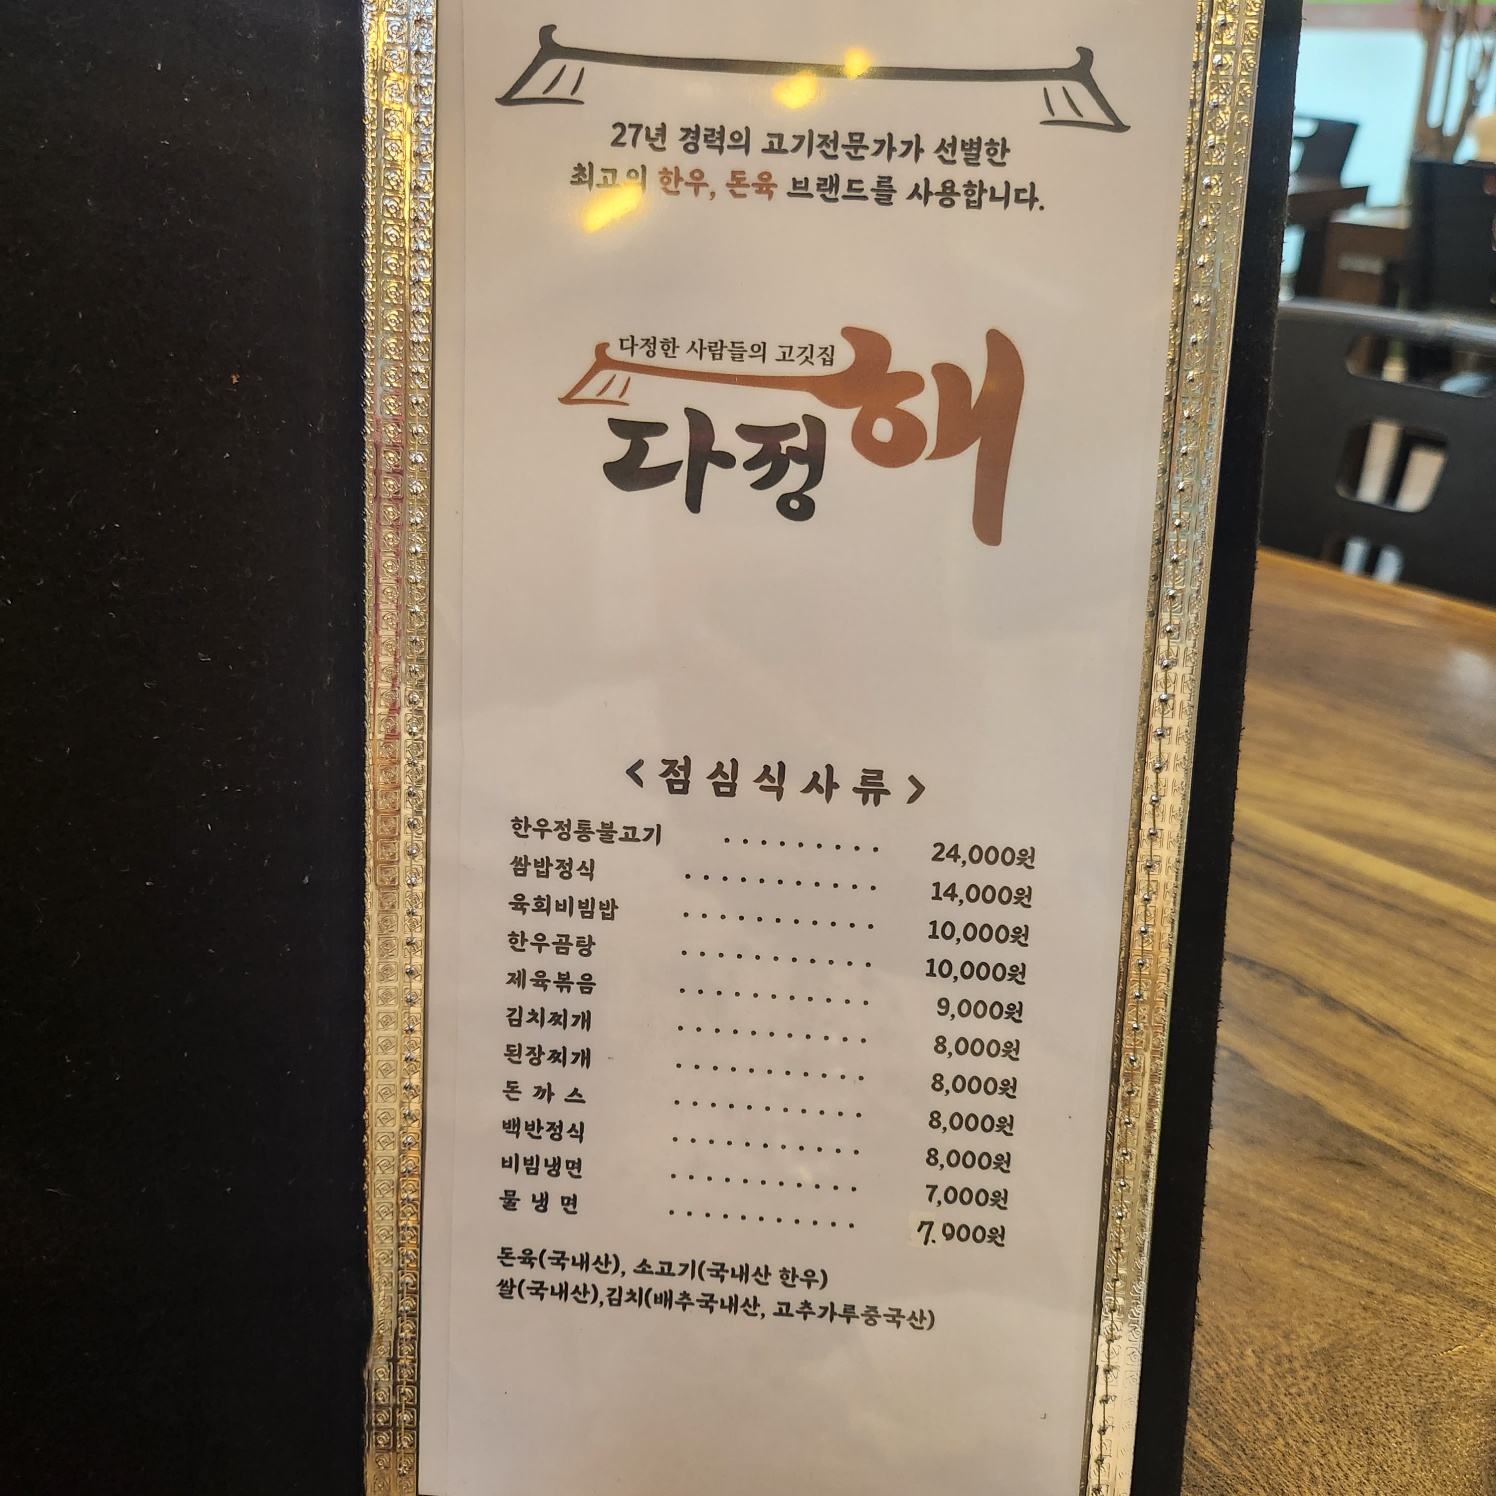 27년 경력의 고기전문가가 선별한
최고의 한우, 돈육 브랜드를 사용합니다.
다정한 사람들의 고깃집
다정해
<점심식사류>
한우정통불고기 ......... 24,000원
쌈밥정식 ........... 14,000원
육회비빔밥 ........... 10,000원
한우곰탕 ........... 10,000원
제육볶음 ........... 9,000원
김치찌개 ........... 8,000원
된장찌개 ........... 8,000원
돈 까 스 ........... 8,000원
백반정식 ........... 8,000원
비빔냉면 ........... 7,000원
물 냉 면 ........... 7.000원
돈육(국내산), 소고기(국내산 한우)
쌀(국내산),김치(배추국내산, 고추가루중국산)